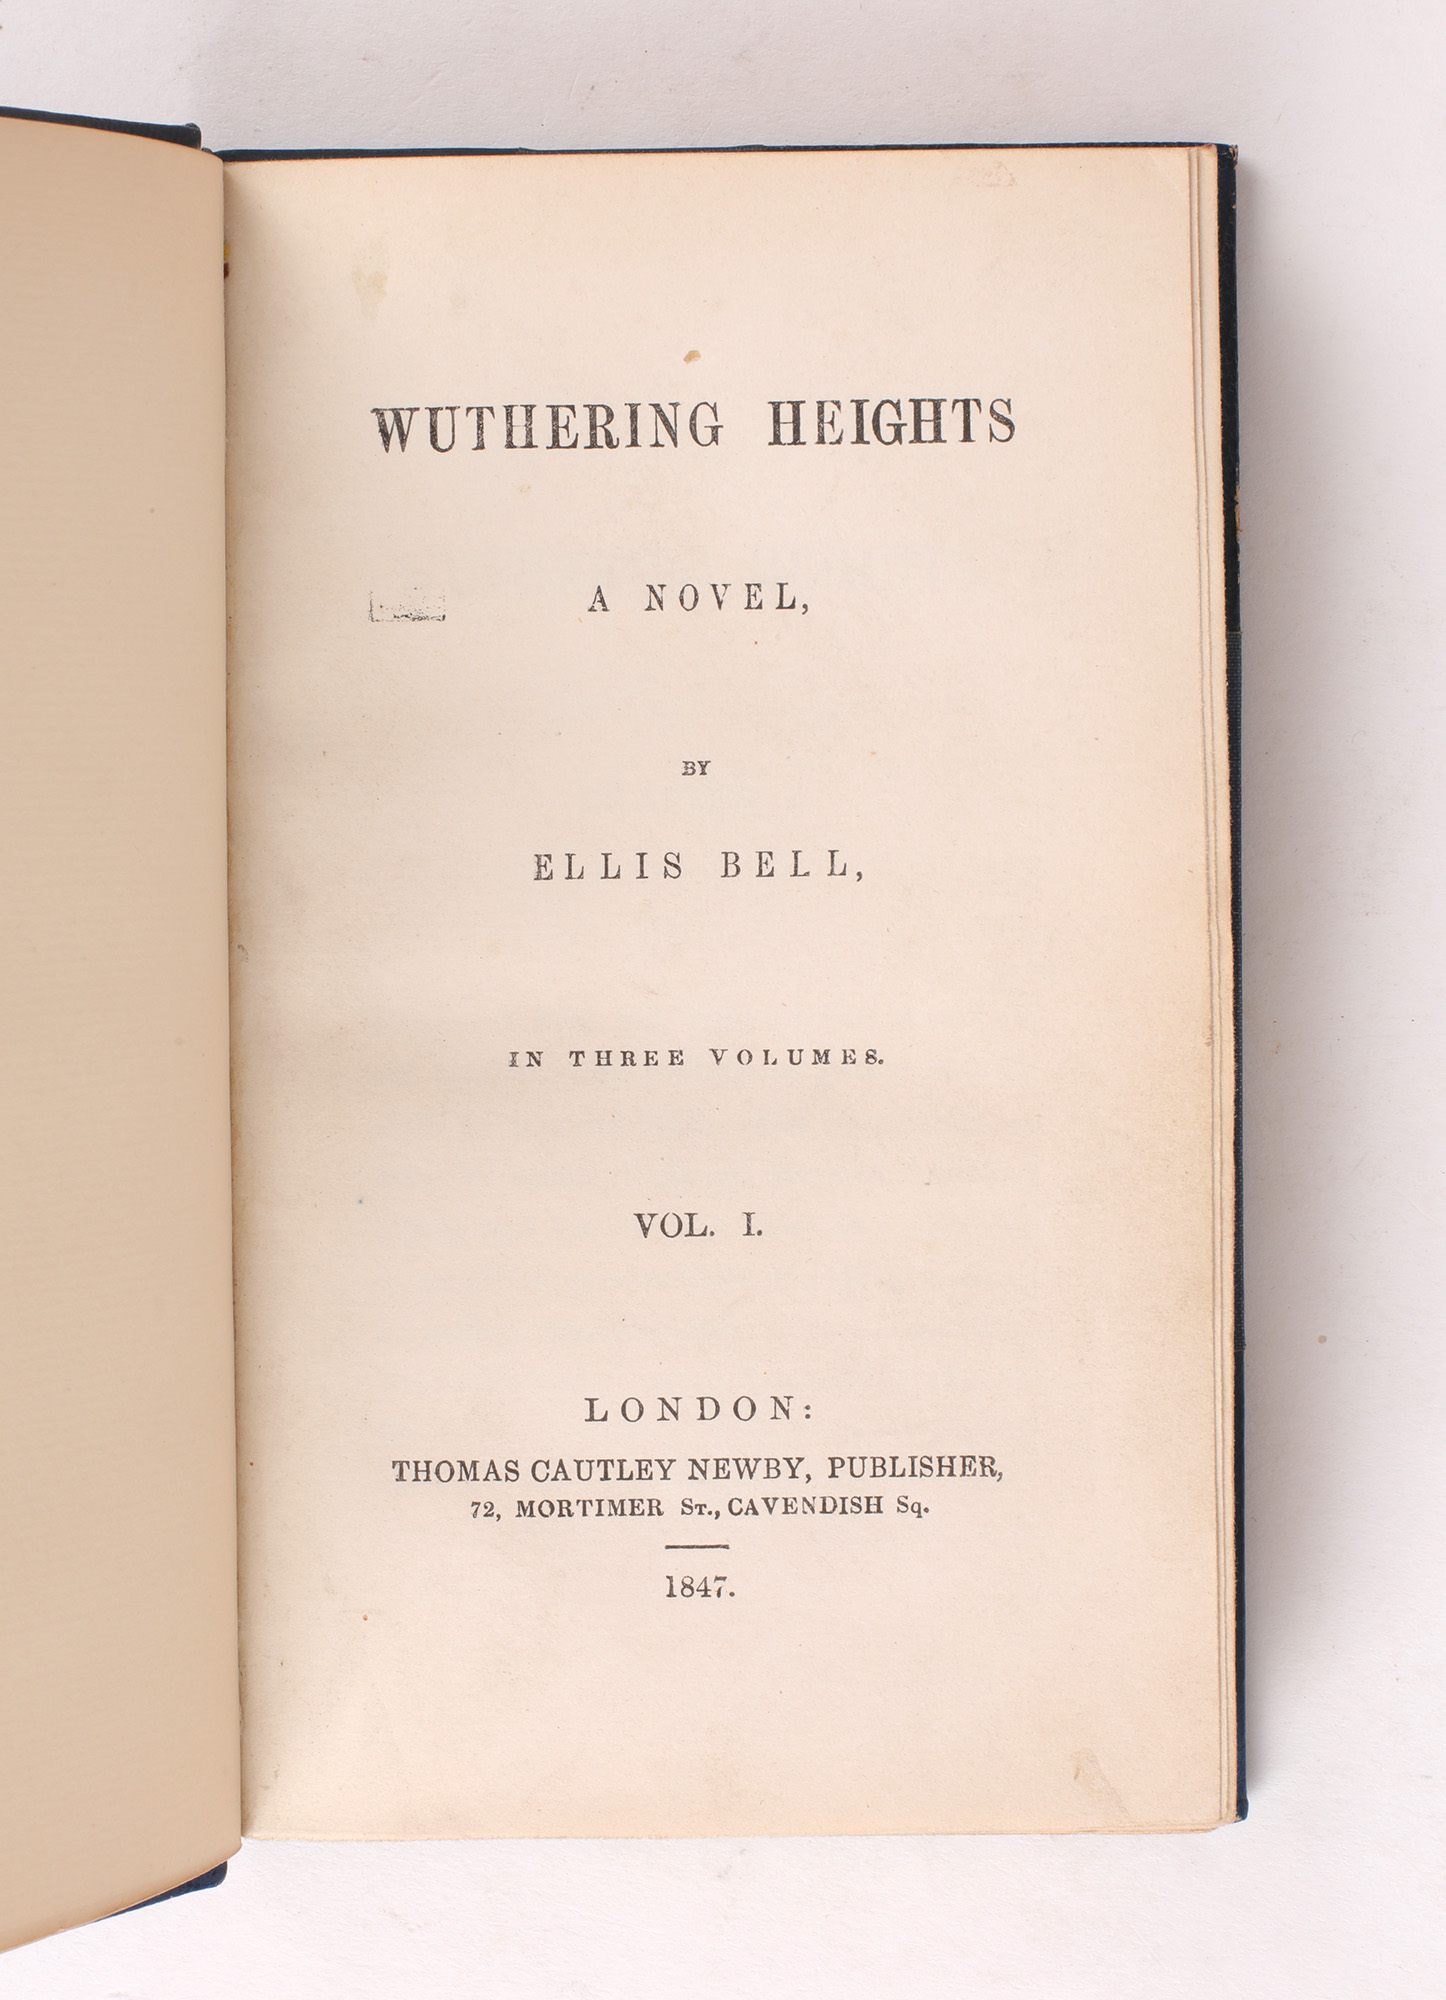 WUTHERING HEIGHTS
A NOVEL,
BY
ELLIS BELL,
IN THREE VOLUMES.
VOL. I.
LONDON:
THOMAS CAUTLEY NEWBY, PUBLISHER,
72, MORTIMER ST., CAVENDISH Sq.
1847.